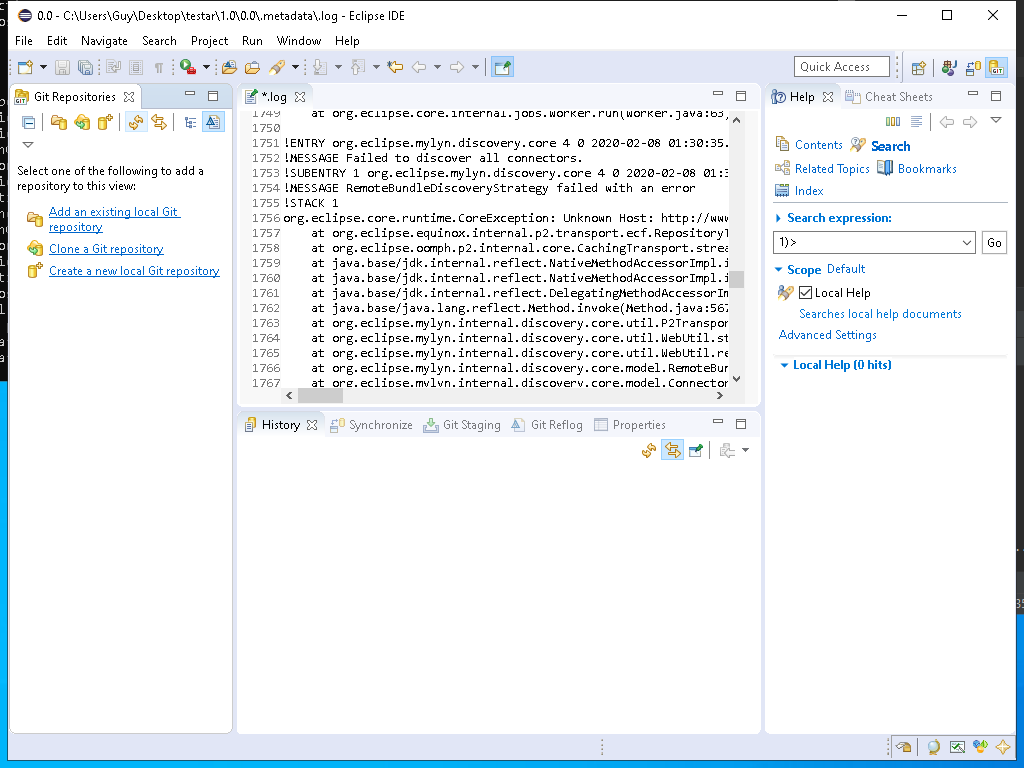 0.0 - C:\Users\Guy\Desktop\testar\1.0\0.0\.metadata\.log - Eclipse IDE
File Edit Navigate Search Project Run Window Help
Quick Access
Git Repositories
Select one of the following to add a
repository to this view:
Add an existing local Git
repository
Clone a Git repository
Create a new local Git repository
*.log
1749 at org.eclipse.core.internal.jobs.Worker.run(Worker.java:63)
1750
1751 !ENTRY org.eclipse.mylyn.discovery.core 4 0 2020-02-08 01:30:35.
1752 !MESSAGE Failed to discover all connectors.
1753 !SUBENTRY 1 org.eclipse.mylyn.discovery.core 4 0 2020-02-08 01:3
1754 !MESSAGE RemoteBundleDiscoveryStrategy failed with an error
1755 !STACK 1
1756 org.eclipse.core.runtime.CoreException: Unknown Host: http://www
1757 at org.eclipse.equinox.internal.p2.transport.ecf.RepositoryT
1758 at org.eclipse.oomph.p2.internal.core.CachingTransport.strea
1759 at java.base/jdk.internal.reflect.NativeMethodAccessorImpl.i
1760 at java.base/jdk.internal.reflect.NativeMethodAccessorImpl.i
1761 at java.base/jdk.internal.reflect.DelegatingMethodAccessorIm
1762 at java.base/java.lang.reflect.Method.invoke(Method.java:567
1763 at org.eclipse.mylyn.internal.discovery.core.util.P2Transpor
1764 at org.eclipse.mylyn.internal.discovery.core.util.WebUtil.st
1765 at org.eclipse.mylyn.internal.discovery.core.util.WebUtil.re
1766 at org.eclipse.mylyn.internal.discovery.core.model.RemoteBun
1767 at org.eclipse.mylyn.internal.discovery.core.model.Connector
History Synchronize Git Staging Git Reflog Properties
Help Cheat Sheets
Contents Search
Related Topics Bookmarks
Index
Search expression:
1)>
Go
Scope Default
Local Help
Searches local help documents
Advanced Settings
Local Help (0 hits)